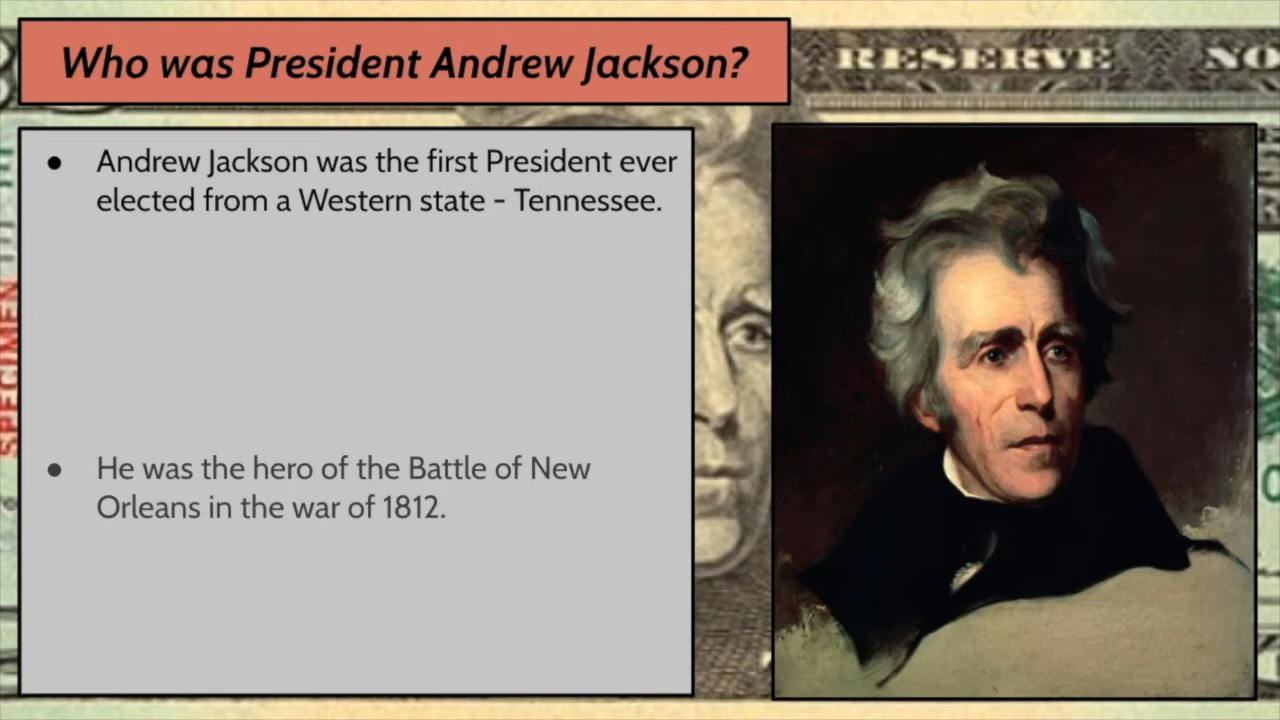 Who was President Andrew Jackson?
RESERVE NO
● Andrew Jackson was the first President ever
elected from a Western state - Tennessee.
SPECIMEN
● He was the hero of the Battle of New
Orleans in the war of 1812.